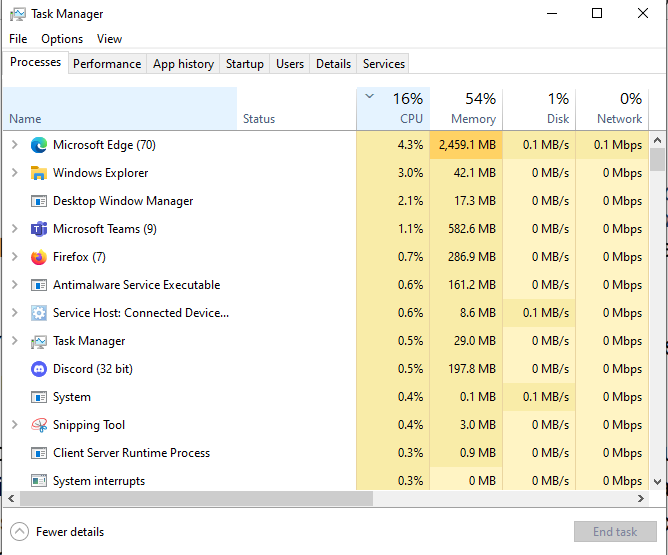 Task Manager
File Options View
Processes Performance App history Startup Users Details Services
16% 54% 1% 0%
Name Status CPU Memory Disk Network
Microsoft Edge (70) 4.3% 2,459.1 MB 0.1 MB/s 0.1 Mbps
Windows Explorer 3.0% 42.1 MB 0 MB/s 0 Mbps
Desktop Window Manager 2.1% 17.3 MB 0 MB/s 0 Mbps
Microsoft Teams (9) 1.1% 582.6 MB 0 MB/s 0 Mbps
Firefox (7) 0.7% 286.9 MB 0 MB/s 0 Mbps
Antimalware Service Executable 0.6% 161.2 MB 0 MB/s 0 Mbps
Service Host: Connected Device... 0.6% 8.6 MB 0.1 MB/s 0 Mbps
Task Manager 0.5% 29.0 MB 0 MB/s 0 Mbps
Discord (32 bit) 0.5% 197.8 MB 0 MB/s 0 Mbps
System 0.4% 0.1 MB 0.1 MB/s 0 Mbps
Snipping Tool 0.4% 3.0 MB 0 MB/s 0 Mbps
Client Server Runtime Process 0.3% 0.9 MB 0 MB/s 0 Mbps
System interrupts 0.3% 0 MB 0 MB/s 0 Mbps
Fewer details End task